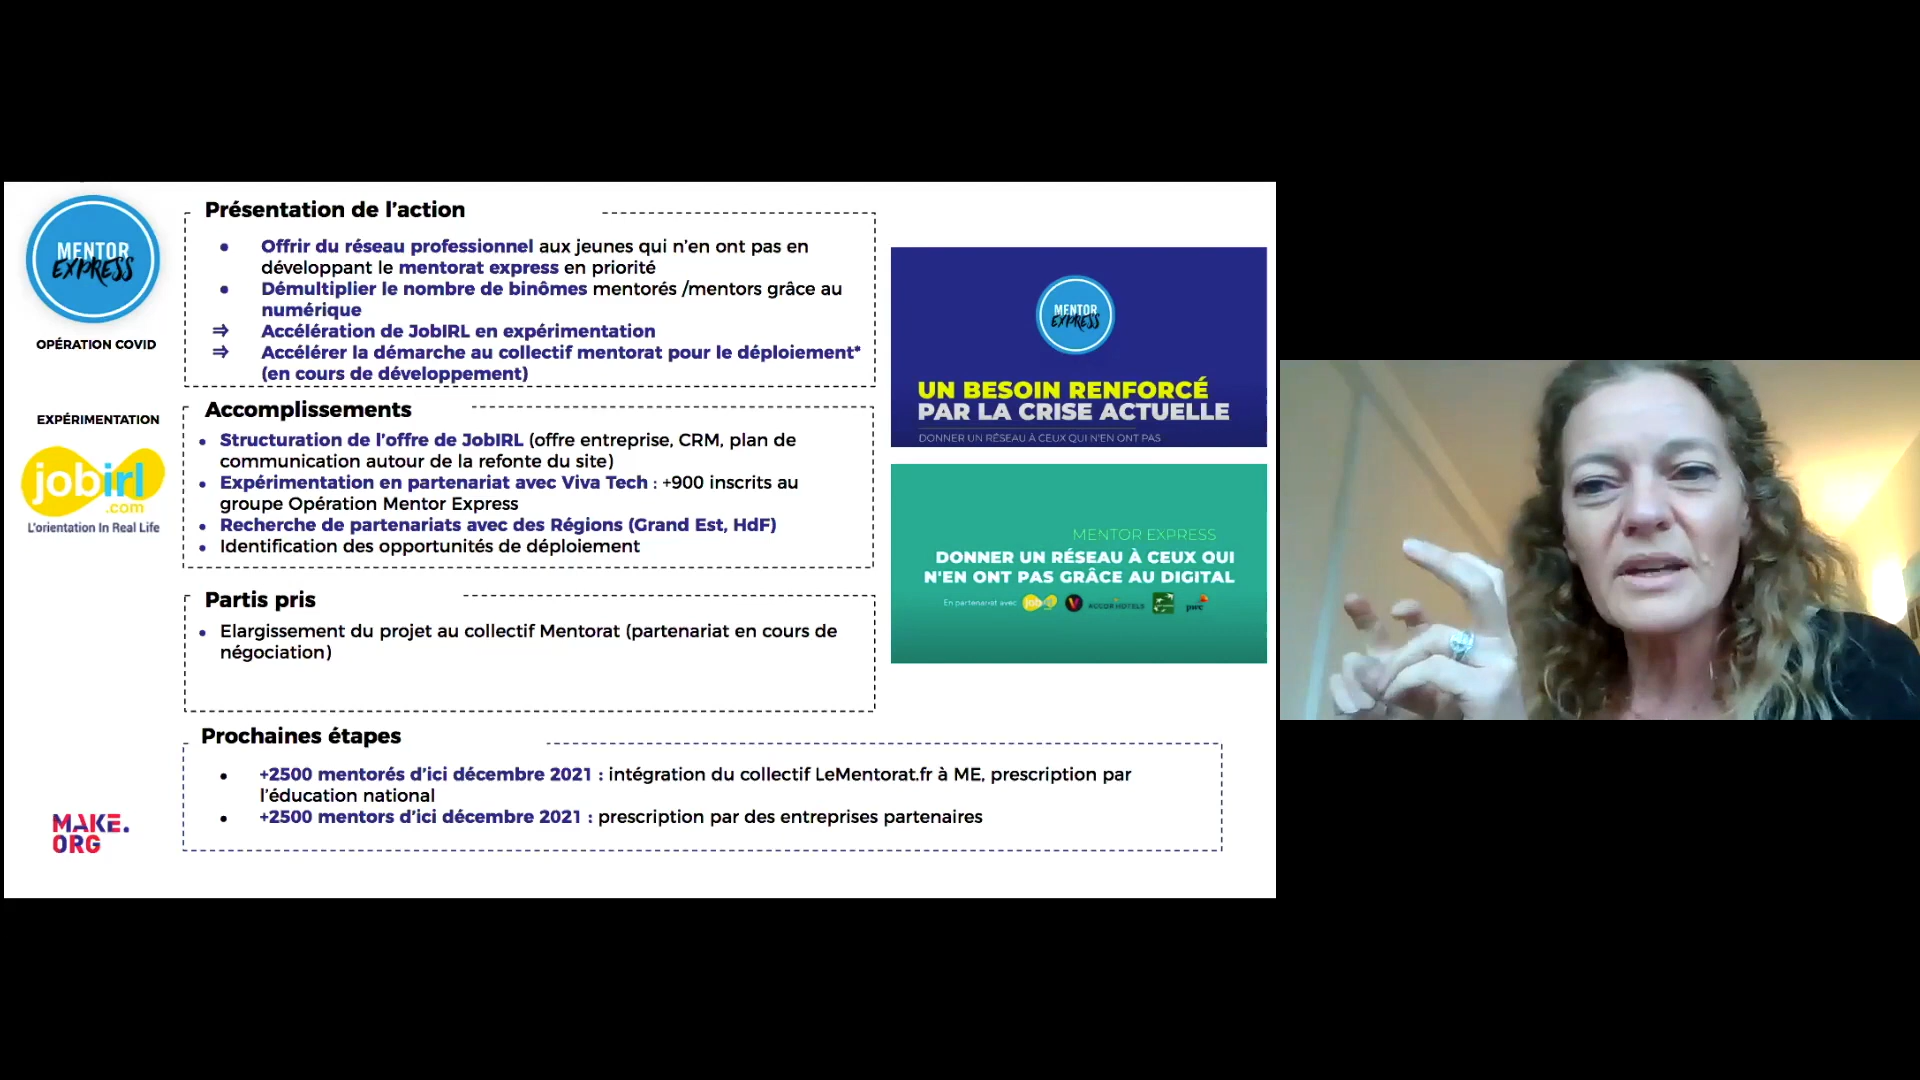 MENTOR
EXPRESS
OPÉRATION COVID
EXPÉRIMENTATION
jobirl
.com
L'orientation In Real Life
MAKE.
ORG
Présentation de l'action
● Offrir du réseau professionnel aux jeunes qui n'en ont pas en
développant le mentorat express en priorité
● Démultiplier le nombre de binômes mentorés /mentors grâce au
numérique
⇒ Accélération de JobIRL en expérimentation
⇒ Accélérer la démarche au collectif mentorat pour le déploiement*
(en cours de développement)
Accomplissements
• Structuration de l'offre de JobIRL (offre entreprise, CRM, plan de
communication autour de la refonte du site)
• Expérimentation en partenariat avec Viva Tech : +900 inscrits au
groupe Opération Mentor Express
• Recherche de partenariats avec des Régions (Grand Est, HdF)
• Identification des opportunités de déploiement
Partis pris
• Elargissement du projet au collectif Mentorat (partenariat en cours de
négociation)
Prochaines étapes
• +2500 mentorés d'ici décembre 2021 : intégration du collectif LeMentorat.fr à ME, prescription par
l'éducation national
• +2500 mentors d'ici décembre 2021 : prescription par des entreprises partenaires
MENTOR
EXPRESS
UN BESOIN RENFORCÉ
PAR LA CRISE ACTUELLE
DONNER UN RÉSEAU À CEUX QUI N'EN ONT PAS
MENTOR EXPRESS
DONNER UN RÉSEAU À CEUX QUI
N'EN ONT PAS GRÂCE AU DIGITAL
En partenariat avec jobirl V ACCOR HOTELS pwc